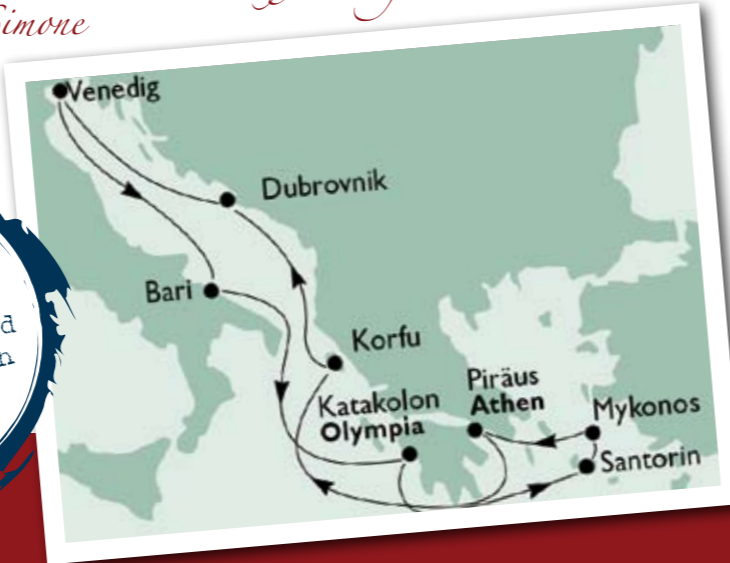 Simone
Venedig
Dubrovnik
Bari
Korfu
Katakolon
Olympia
Piräus
Athen
Mykonos
Santorin